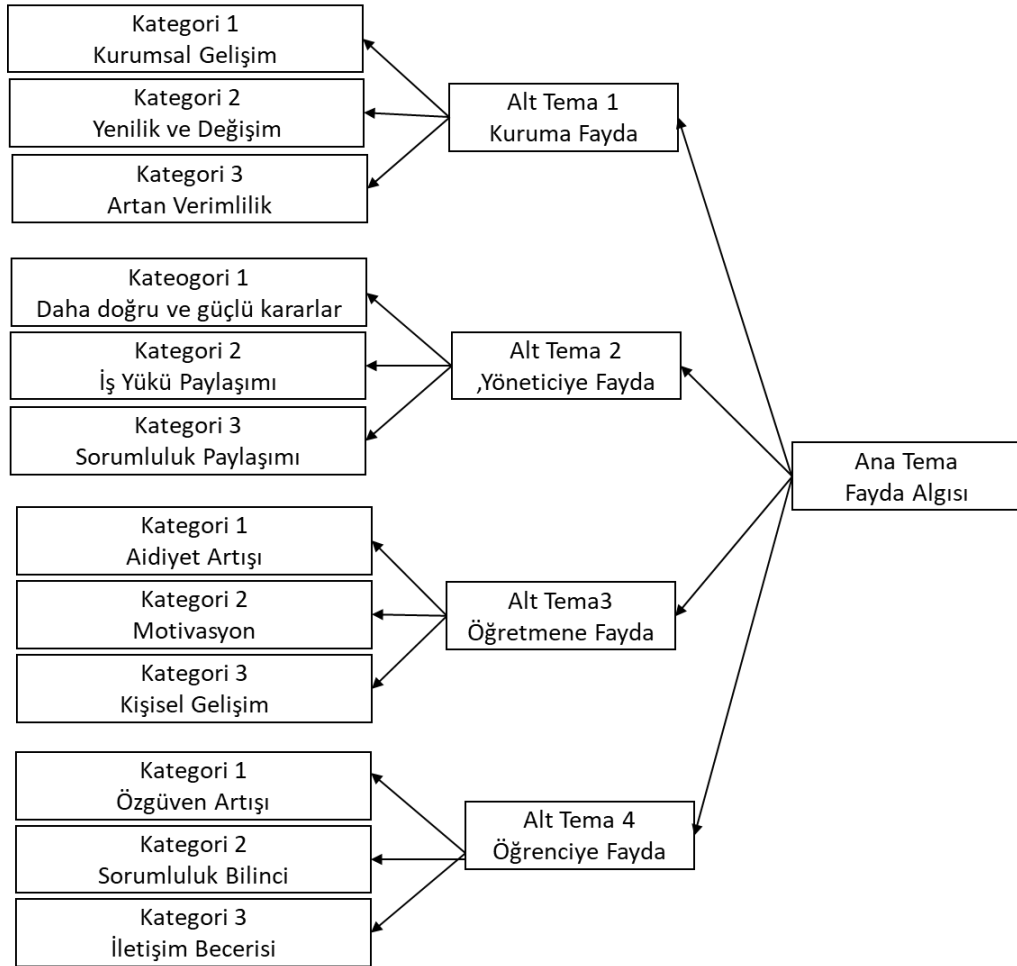 Kategori 1
Kurumsal Gelişim
Kategori 2
Yenilik ve Değişim
Kategori 3
Artan Verimlilik
Alt Tema 1
Kuruma Fayda
Kateogori 1
Daha doğru ve güçlü kararlar
Kategori 2
İş Yükü Paylaşımı
Kategori 3
Sorumluluk Paylaşımı
Alt Tema 2
,Yöneticiye Fayda
Ana Tema
Fayda Algısı
Kategori 1
Aidiyet Artışı
Kategori 2
Motivasyon
Kategori 3
Kişisel Gelişim
Alt Tema3
Öğretmene Fayda
Kategori 1
Özgüven Artışı
Kategori 2
Sorumluluk Bilinci
Kategori 3
İletişim Becerisi
Alt Tema 4
Öğrenciye Fayda